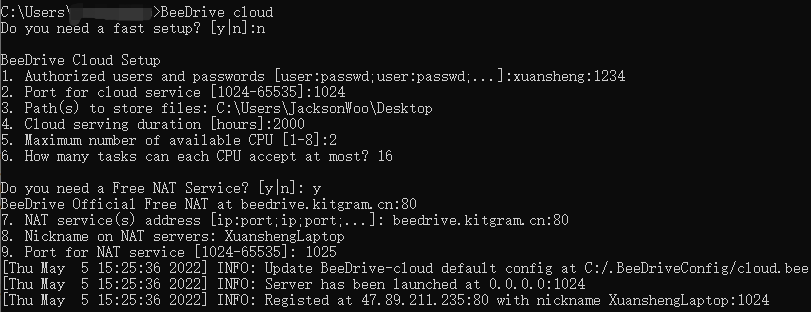 C:\Users\ >BeeDrive cloud
Do you need a fast setup? [y|n]:n
BeeDrive Cloud Setup
1. Authorized users and passwords [user:passwd;user:passwd;...]:xuansheng:1234
2. Port for cloud service [1024-65535]:1024
3. Path(s) to store files: C:\Users\JacksonWoo\Desktop
4. Cloud serving duration [hours]:2000
5. Maximum number of available CPU [1-8]:2
6. How many tasks can each CPU accept at most? 16
Do you need a Free NAT Service? [y|n]: y
BeeDrive Official Free NAT at beedrive.kitgram.cn:80
7. NAT service(s) address [ip:port;ip;port;...]: beedrive.kitgram.cn:80
8. Nickname on NAT servers: XuanshengLaptop
9. Port for NAT service [1024-65535]: 1025
[Thu May  5 15:25:36 2022] INFO: Update BeeDrive-cloud default config at C:/.BeeDriveConfig/cloud.bee
[Thu May  5 15:25:36 2022] INFO: Server has been launched at 0.0.0.0:1024
[Thu May  5 15:25:36 2022] INFO: Registed at 47.89.211.235:80 with nickname XuanshengLaptop:1024